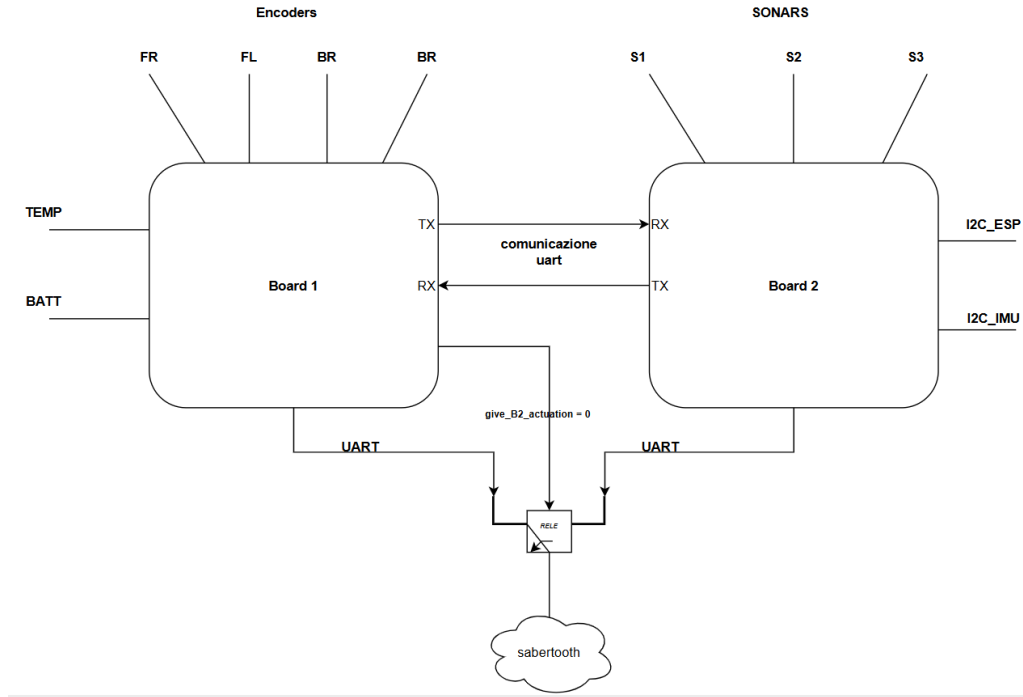 Encoders
SONARS
FR
FL
BR
BR
S1
S2
S3
TEMP
BATT
TX
RX
comunicazione
uart
RX
TX
Board 1
Board 2
I2C_ESP
I2C_IMU
give_B2_actuation = 0
UART
UART
RELE
sabertooth